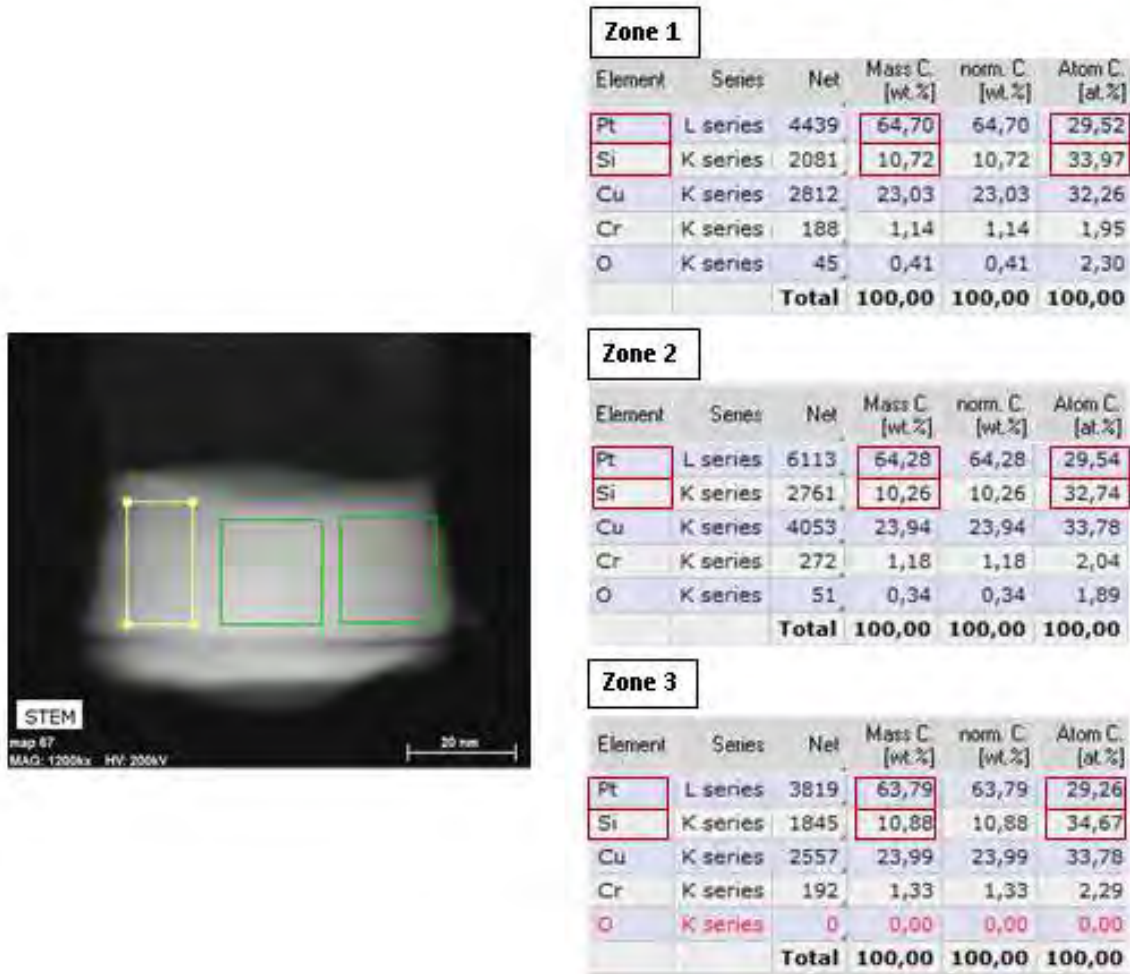 Zone 1
Element Series Net Mass C. [wt.%] norm. C. [wt.%] Atom C. [at.%]
Pt L series 4439 64,70 64,70 29,52
Si K series 2081 10,72 10,72 33,97
Cu K series 2812 23,03 23,03 32,26
Cr K series 188 1,14 1,14 1,95
O K series 45 0,41 0,41 2,30
Total 100,00 100,00 100,00
Zone 2
Element Series Net Mass C. [wt.%] norm. C. [wt.%] Atom C. [at.%]
Pt L series 6113 64,28 64,28 29,54
Si K series 2761 10,26 10,26 32,74
Cu K series 4053 23,94 23,94 33,78
Cr K series 272 1,18 1,18 2,04
O K series 51 0,34 0,34 1,89
Total 100,00 100,00 100,00
Zone 3
Element Series Net Mass C. [wt.%] norm. C. [wt.%] Atom C. [at.%]
Pt L series 3819 63,79 63,79 29,26
Si K series 1845 10,88 10,88 34,67
Cu K series 2557 23,99 23,99 33,78
Cr K series 192 1,33 1,33 2,29
O K series 0 0,00 0,00 0,00
Total 100,00 100,00 100,00
STEM
map 67
MAG: 1200kx HV: 200kV
20 nm